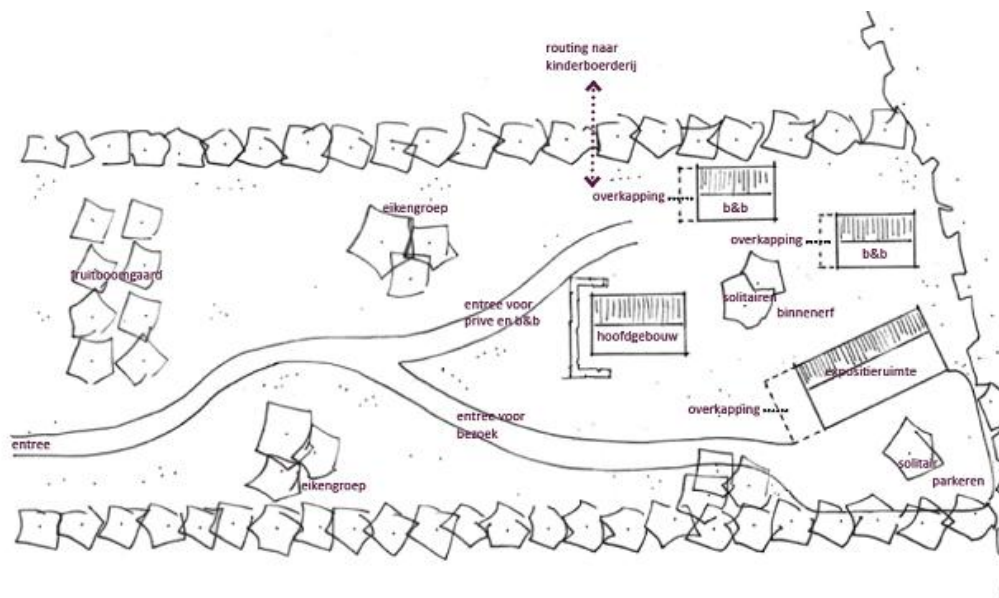 routing naar
kinderboerderij
overkapping
b&b
eikengroep
overkapping
b&b
fruitboomgaard
solitairen
binnenerf
entree voor
prive en b&b
hoofdgebouw
expositieruimte
overkapping
entree voor
bezoek
entree
solitair
parkeren
eikengroep